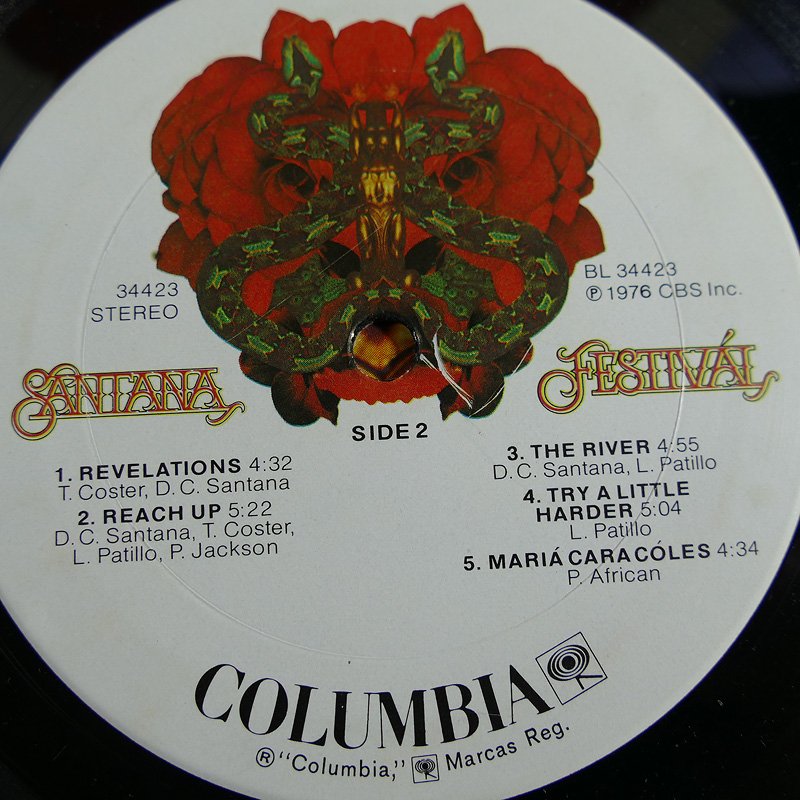 34423
STEREO
BL 34423
Ⓟ 1976 CBS Inc.
SANTANA
FESTIVÁL
SIDE 2
1. REVELATIONS 4:32
T. Coster, D. C. Santana
2. REACH UP 5:22
D. C. Santana, T. Coster,
L. Patillo, P. Jackson
3. THE RIVER 4:55
D. C. Santana, L. Patillo
4. TRY A LITTLE
HARDER 5:04
L. Patillo
5. MARIÁ CARACÓLES 4:34
P. African
COLUMBIA
® "Columbia," Marcas Reg.